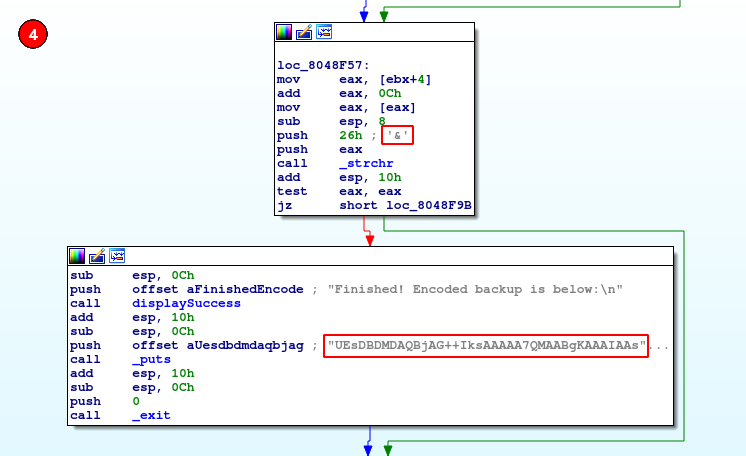 4
loc_8048F57:
mov eax, [ebx+4]
add eax, 0Ch
mov eax, [eax]
sub esp, 8
push 26h ; '&'
push eax
call _strchr
add esp, 10h
test eax, eax
jz short loc_8048F9B
sub esp, 0Ch
push offset aFinishedEncode ; "Finished! Encoded backup is below:\n"
call displaySuccess
add esp, 10h
sub esp, 0Ch
push offset aUesdbdmdaqbjag ; "UEsDBDMDAQBjAG++IksAAAAA7QMAABgKAAAIAAs"...
call _puts
add esp, 10h
sub esp, 0Ch
push 0
call _exit